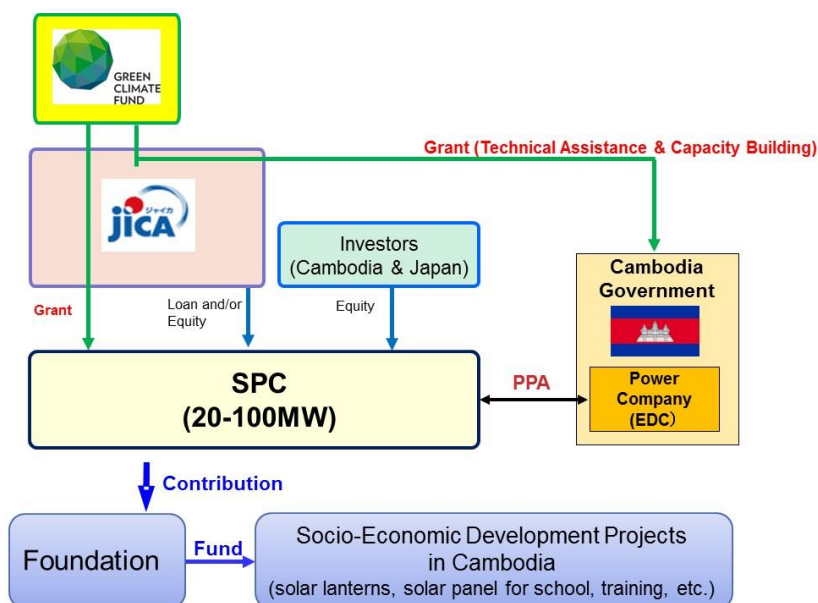 GREEN
CLIMATE
FUND
Grant (Technical Assistance & Capacity Building)
ジャイカ
jICA
Investors
(Cambodia & Japan)
Cambodia
Government
Grant
Loan and/or
Equity
Equity
SPC
(20-100MW)
PPA
Power
Company
(EDC）
Contribution
Foundation
Fund
Socio-Economic Development Projects
in Cambodia
(solar lanterns, solar panel for school, training, etc.)